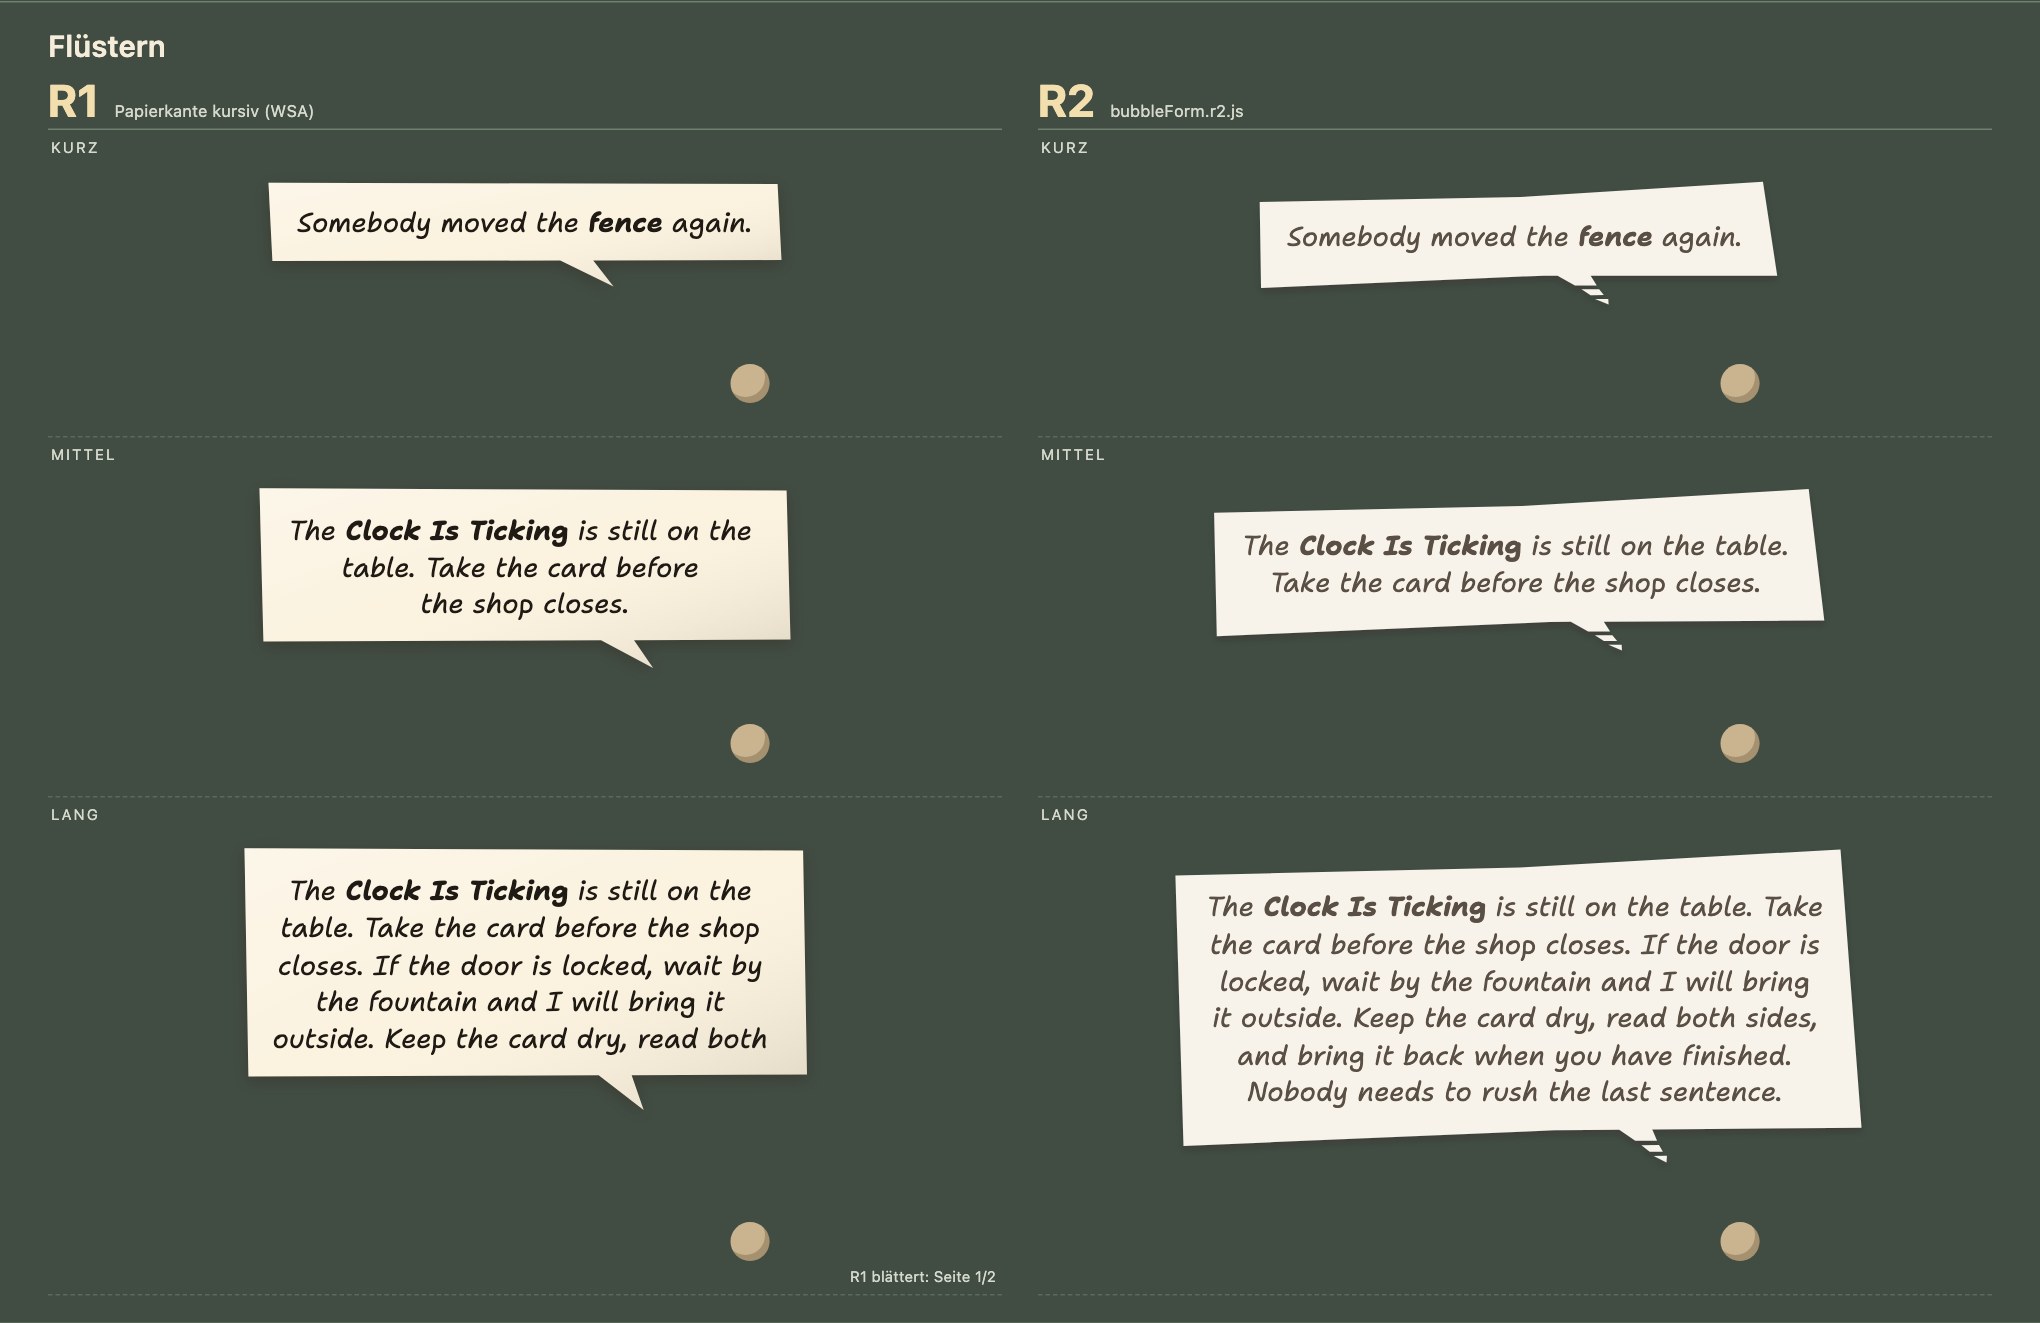 Flüstern
R1 Papierkante kursiv (WSA)
KURZ
Somebody moved the fence again.
MITTEL
The Clock Is Ticking is still on the
table. Take the card before
the shop closes.
LANG
The Clock Is Ticking is still on the
table. Take the card before the shop
closes. If the door is locked, wait by
the fountain and I will bring it
outside. Keep the card dry, read both
R1 blättert: Seite 1/2
R2 bubbleForm.r2.js
KURZ
Somebody moved the fence again.
MITTEL
The Clock Is Ticking is still on the table.
Take the card before the shop closes.
LANG
The Clock Is Ticking is still on the table. Take
the card before the shop closes. If the door is
locked, wait by the fountain and I will bring
it outside. Keep the card dry, read both sides,
and bring it back when you have finished.
Nobody needs to rush the last sentence.